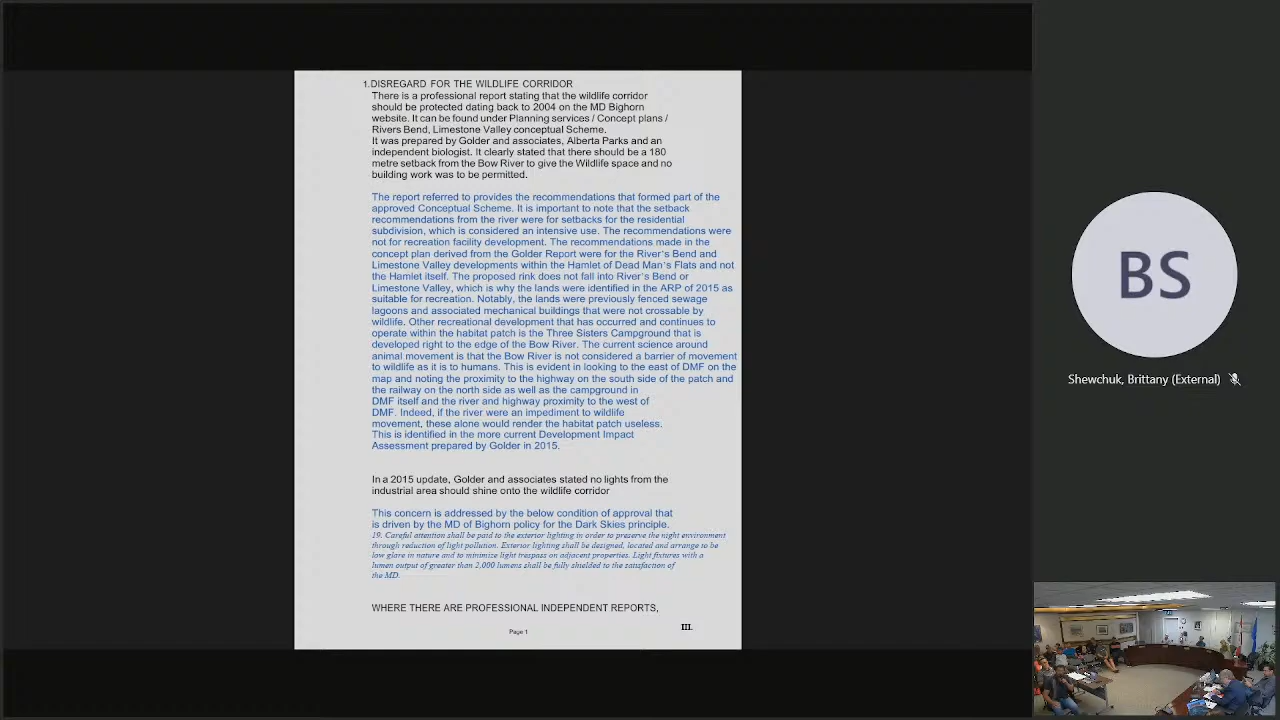 1.DISREGARD FOR THE WILDLIFE CORRIDOR
There is a professional report stating that the wildlife corridor
should be protected dating back to 2004 on the MD Bighorn
website. It can be found under Planning services / Concept plans /
Rivers Bend, Limestone Valley conceptual Scheme.
It was prepared by Golder and associates, Alberta Parks and an
independent biologist. It clearly stated that there should be a 180
metre setback from the Bow River to give the Wildlife space and no
building work was to be permitted.
The report referred to provides the recommendations that formed part of the
approved Conceptual Scheme. It is important to note that the setback
recommendations from the river were for setbacks for the residential
subdivision, which is considered an intensive use. The recommendations were
not for recreation facility development. The recommendations made in the
concept plan derived from the Golder Report were for the River's Bend and
Limestone Valley developments within the Hamlet of Dead Man's Flats and not
the Hamlet itself. The proposed rink does not fall into River's Bend or
Limestone Valley, which is why the lands were identified in the ARP of 2015 as
suitable for recreation. Notably, the lands were previously fenced sewage
lagoons and associated mechanical buildings that were not crossable by
wildlife. Other recreational development that has occurred and continues to
operate within the habitat patch is the Three Sisters Campground that is
developed right to the edge of the Bow River. The current science around
animal movement is that the Bow River is not considered a barrier of movement
to wildlife as it is to humans. This is evident in looking to the east of DMF on the
map and noting the proximity to the highway on the south side of the patch and
the railway on the north side as well as the campground in
DMF itself and the river and highway proximity to the west of
DMF. Indeed, if the river were an impediment to wildlife
movement, these alone would render the habitat patch useless.
This is identified in the more current Development Impact
Assessment prepared by Golder in 2015.
In a 2015 update, Golder and associates stated no lights from the
industrial area should shine onto the wildlife corridor
This concern is addressed by the below condition of approval that
is driven by the MD of Bighorn policy for the Dark Skies principle.
19. Careful attention shall be paid to the exterior lighting in order to preserve the night environment
through reduction of light pollution. Exterior lighting shall be designed, located and arrange to be
low glare in nature and to minimize light trespass on adjacent properties. Light fixtures with a
lumen output of greater than 2,000 lumens shall be fully shielded to the satisfaction of
the MD.
WHERE THERE ARE PROFESSIONAL INDEPENDENT REPORTS,
III.
Page 1
BS
Shewchuk, Brittany (External)